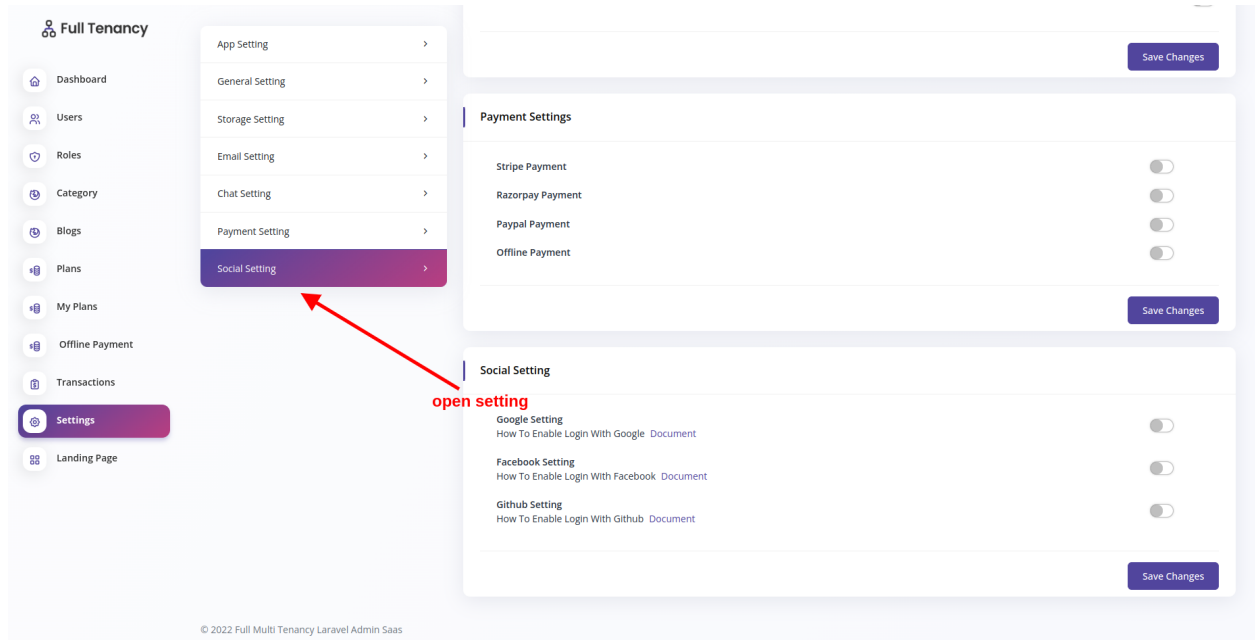 Full Tenancy
Dashboard
Users
Roles
Category
Blogs
Plans
My Plans
Offline Payment
Transactions
Settings
Landing Page
App Setting
General Setting
Storage Setting
Email Setting
Chat Setting
Payment Setting
Social Setting
open setting
Save Changes
Payment Settings
Stripe Payment
Razorpay Payment
Paypal Payment
Offline Payment
Save Changes
Social Setting
Google Setting
How To Enable Login With Google Document
Facebook Setting
How To Enable Login With Facebook Document
Github Setting
How To Enable Login With Github Document
Save Changes
© 2022 Full Multi Tenancy Laravel Admin Saas